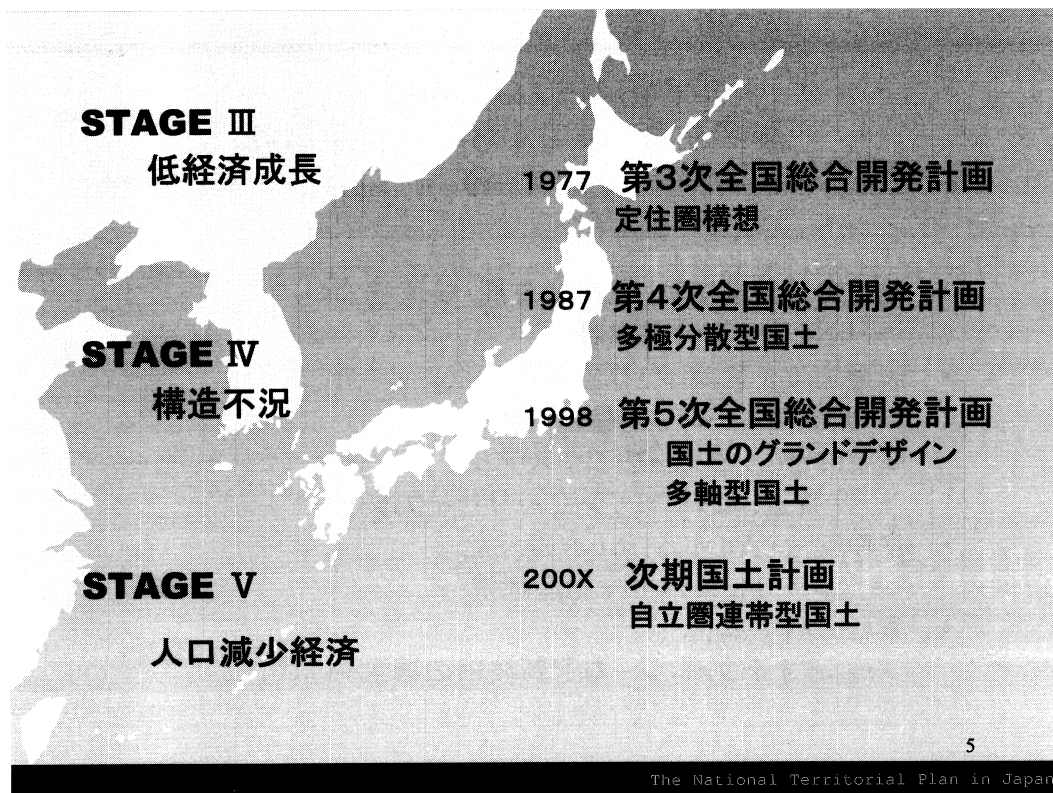 STAGE Ⅲ
低経済成長
1977 第3次全国総合開発計画
定住圏構想
1987 第4次全国総合開発計画
多極分散型国土
STAGE Ⅳ
構造不況
1998 第5次全国総合開発計画
国土のグランドデザイン
多軸型国土
STAGE Ⅴ
人口減少経済
200X 次期国土計画
自立圏連帯型国土
5
The National Territorial Plan in Japan